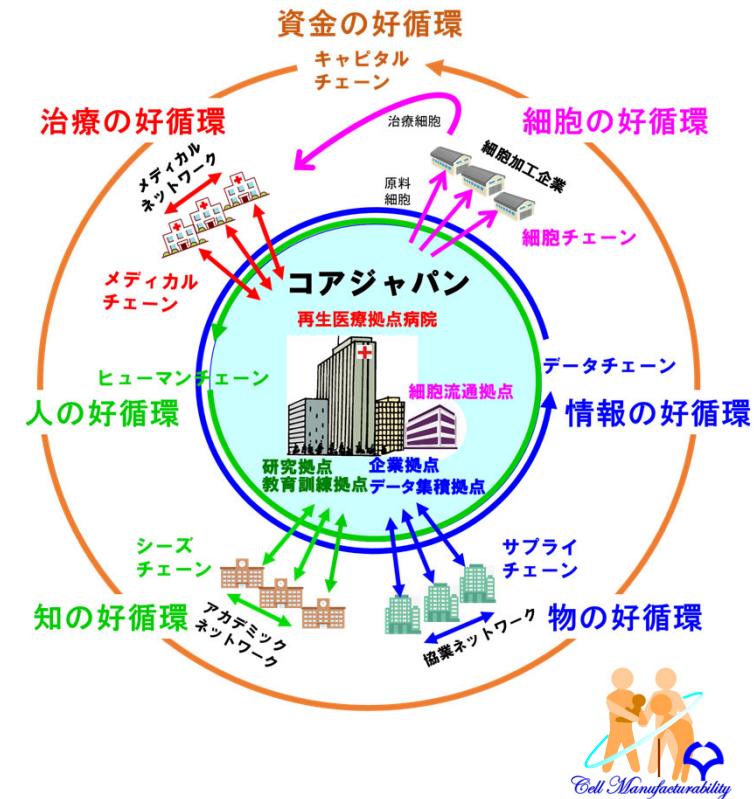 資金の好循環
キャピタル
チェーン
治療の好循環
細胞の好循環
治療細胞
メディカル
ネットワーク
細胞加工企業
原料
細胞
細胞チェーン
メディカル
チェーン
コアジャパン
再生医療拠点病院
ヒューマンチェーン
データチェーン
細胞流通拠点
人の好循環
情報の好循環
研究拠点
教育訓練拠点
企業拠点
データ集積拠点
シーズ
チェーン
サプライ
チェーン
知の好循環
アカデミック
ネットワーク
協業ネットワーク
物の好循環
Cell Manufacturability